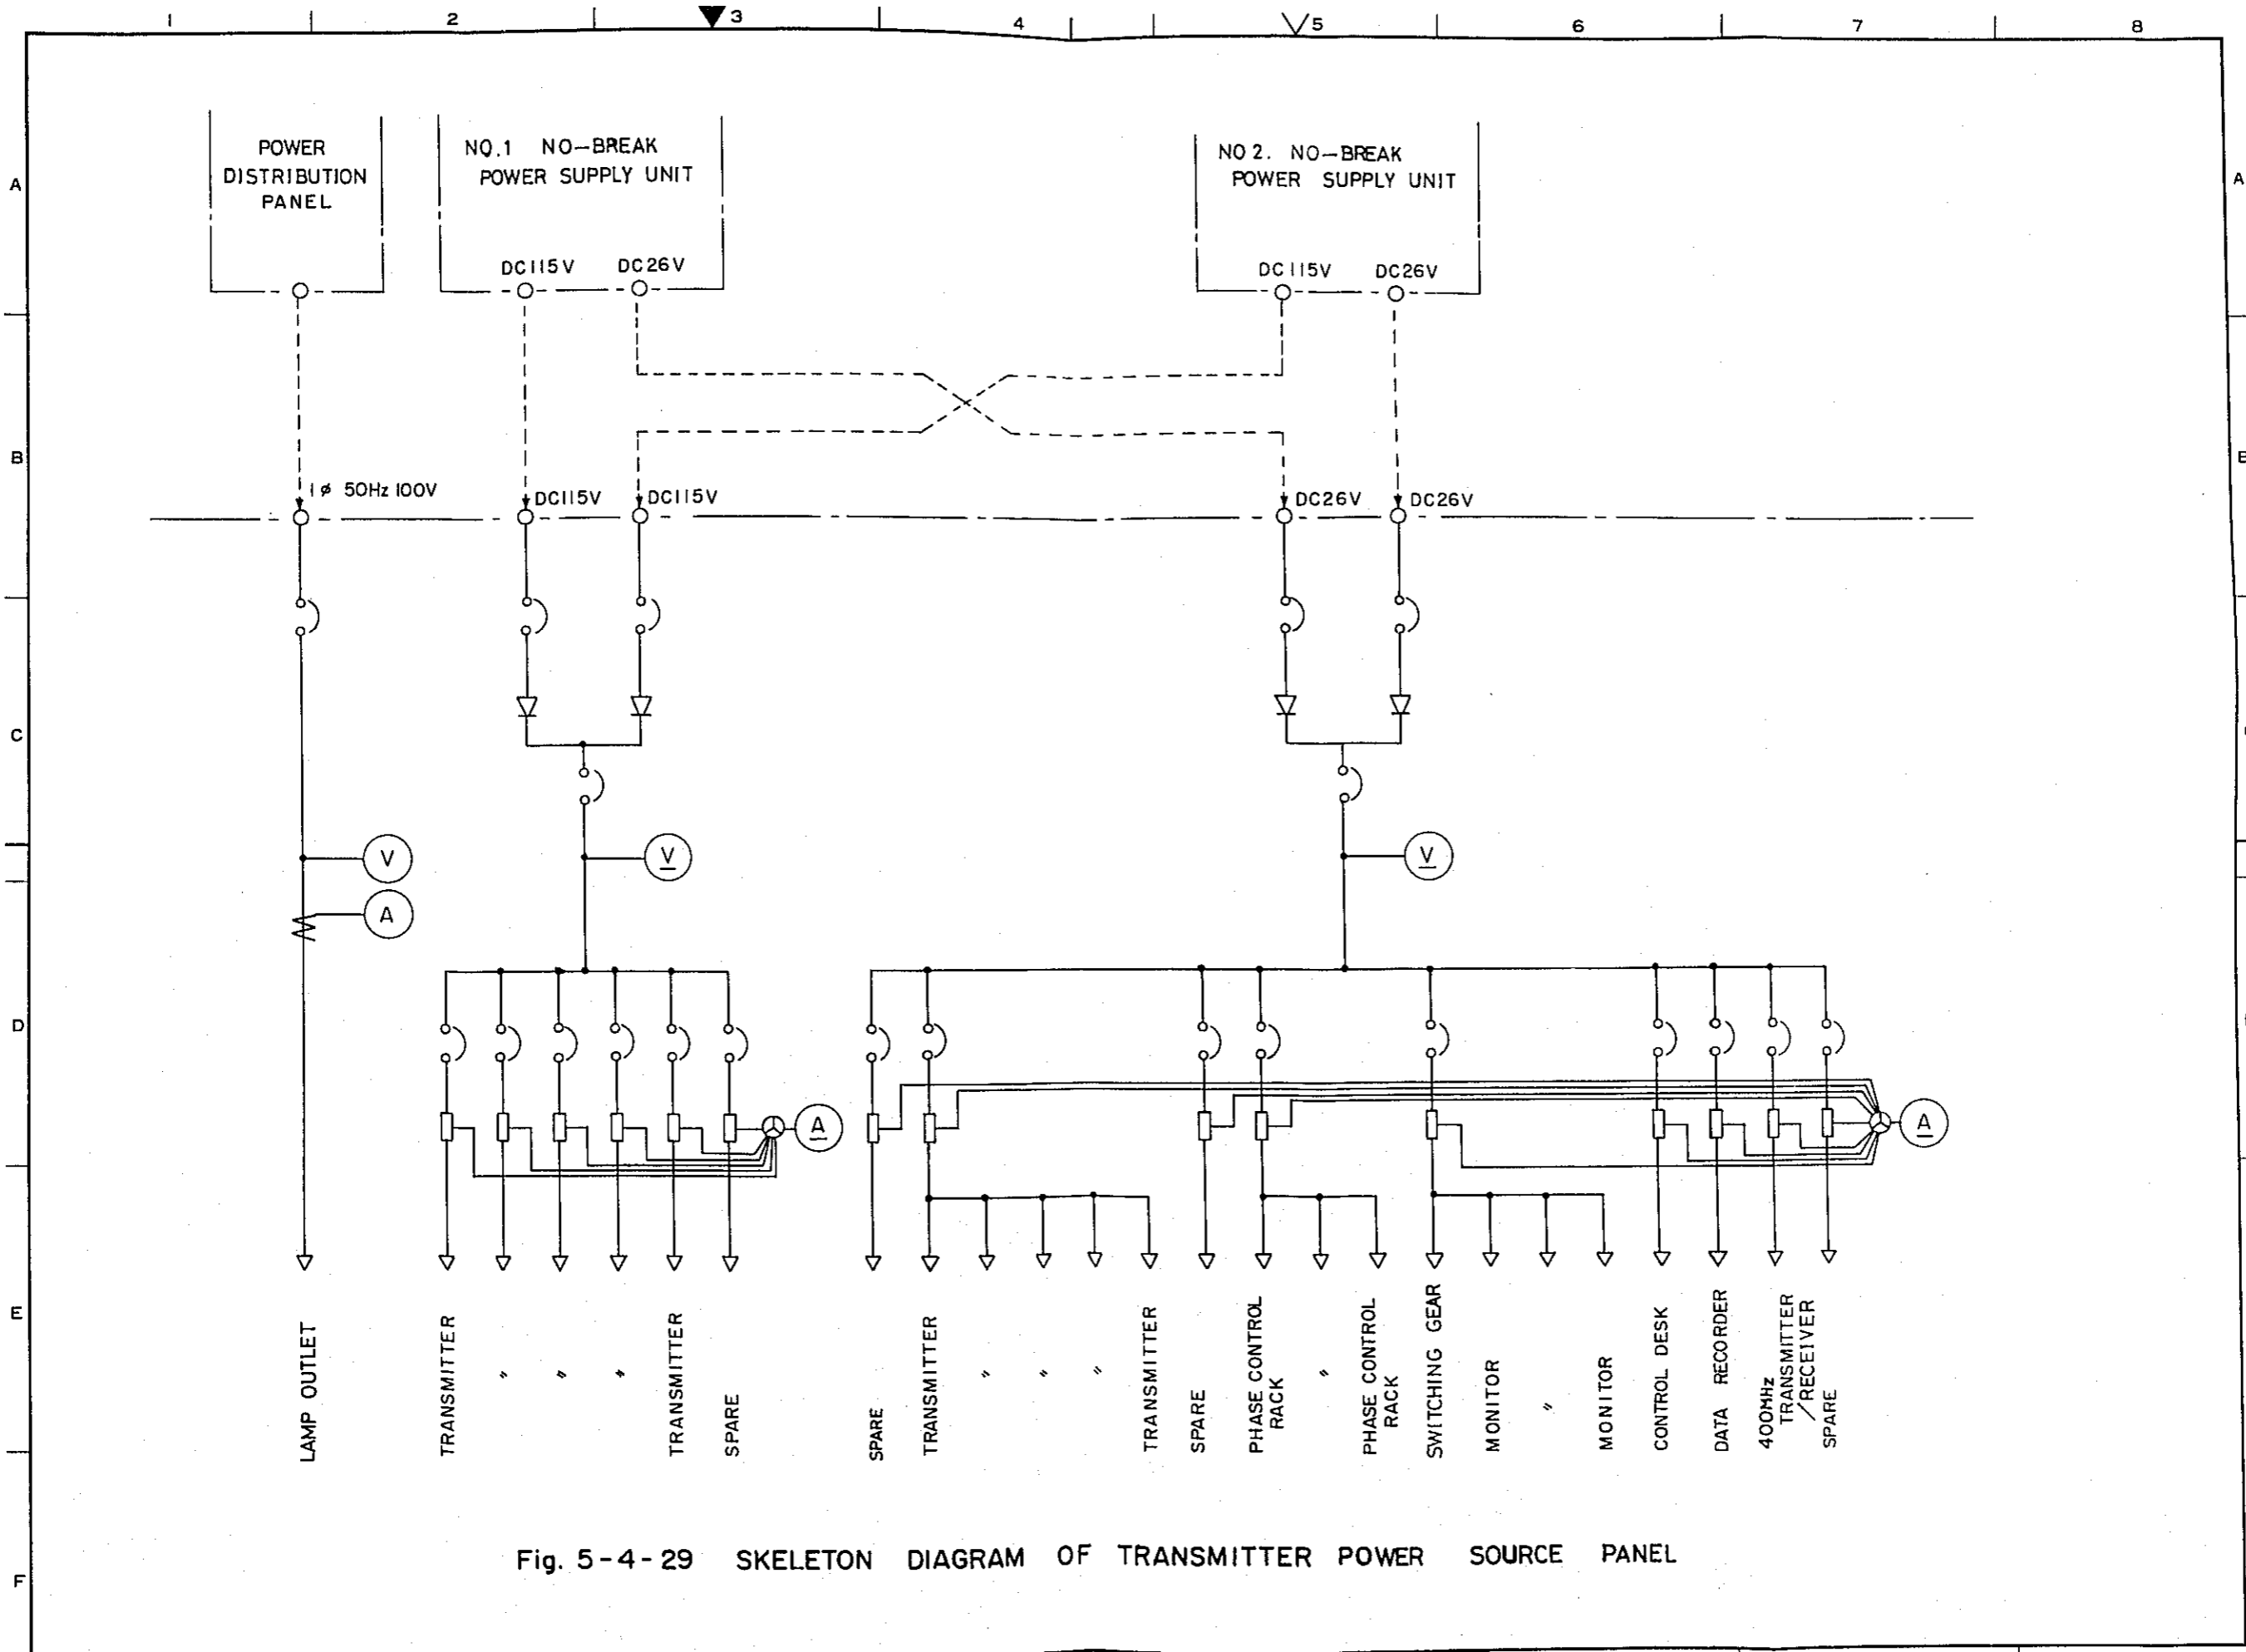 1 2 3 4 5 6 7 8
A A
POWER
DISTRIBUTION
PANEL
NO.1 NO-BREAK
POWER SUPPLY UNIT
NO 2. NO-BREAK
POWER SUPPLY UNIT
DC115V DC26V
DC115V DC26V
B
1ø 50Hz 100V
DC115V
DC115V
DC26V
DC26V
C
V
V
V
A
D
A
A
E
LAMP OUTLET
TRANSMITTER
"
"
"
TRANSMITTER
SPARE
SPARE
TRANSMITTER
"
"
"
TRANSMITTER
SPARE
PHASE CONTROL
RACK
"
PHASE CONTROL
RACK
SWITCHING GEAR
MONITOR
"
MONITOR
CONTROL DESK
DATA RECORDER
400MHz
TRANSMITTER
/RECEIVER
SPARE
F
Fig. 5-4-29 SKELETON DIAGRAM OF TRANSMITTER POWER SOURCE PANEL